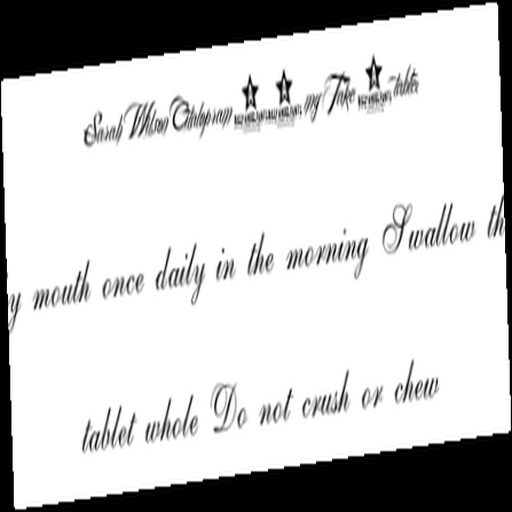 Sarah Wilson Citalopram mg Take tablet
y mouth once daily in the morning Swallow th
tablet whole Do not crush or chew